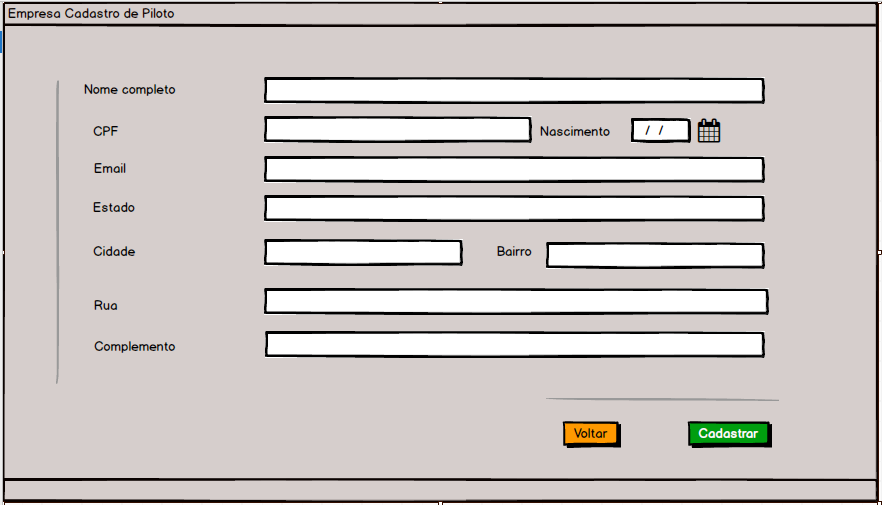 Empresa Cadastro de Piloto
Nome completo
CPF
Nascimento / /
Email
Estado
Cidade
Bairro
Rua
Complemento
Voltar
Cadastrar